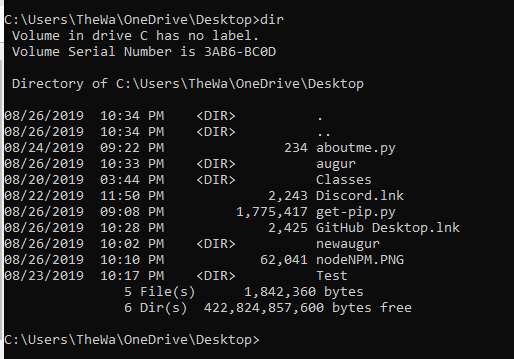 C:\Users\TheWa\OneDrive\Desktop>dir
 Volume in drive C has no label.
 Volume Serial Number is 3AB6-BC0D

 Directory of C:\Users\TheWa\OneDrive\Desktop

08/26/2019  10:34 PM    <DIR>          .
08/26/2019  10:34 PM    <DIR>          ..
08/24/2019  09:22 PM               234 aboutme.py
08/26/2019  10:33 PM    <DIR>          augur
08/20/2019  03:44 PM    <DIR>          Classes
08/22/2019  11:50 PM             2,243 Discord.lnk
08/26/2019  09:08 PM         1,775,417 get-pip.py
08/26/2019  10:28 PM             2,425 GitHub Desktop.lnk
08/26/2019  10:02 PM    <DIR>          newaugur
08/26/2019  10:10 PM            62,041 nodeNPM.PNG
08/23/2019  10:17 PM    <DIR>          Test
               5 File(s)      1,842,360 bytes
               6 Dir(s)  422,824,857,600 bytes free

C:\Users\TheWa\OneDrive\Desktop>